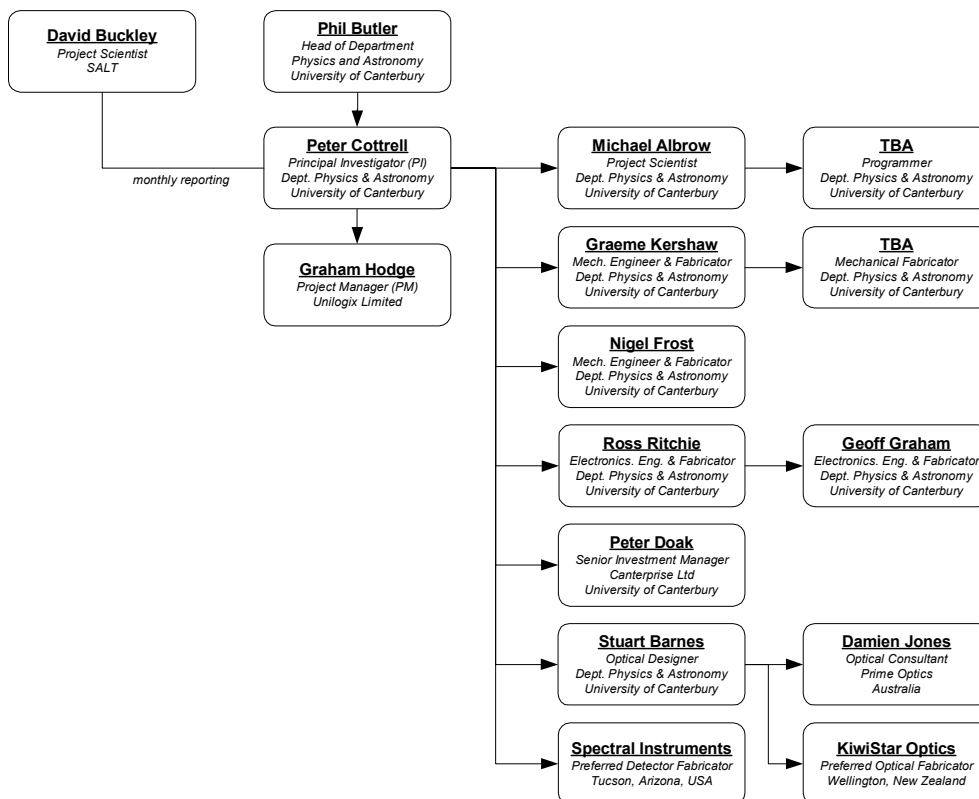 David Buckley
Project Scientist
SALT
Phil Butler
Head of Department
Physics and Astronomy
University of Canterbury
Peter Cottrell
Principal Investigator (PI)
Dept. Physics & Astronomy
University of Canterbury
monthly reporting
Graham Hodge
Project Manager (PM)
Unilogix Limited
Michael Albrow
Project Scientist
Dept. Physics & Astronomy
University of Canterbury
TBA
Programmer
Dept. Physics & Astronomy
University of Canterbury
Graeme Kershaw
Mech. Engineer & Fabricator
Dept. Physics & Astronomy
University of Canterbury
TBA
Mechanical Fabricator
Dept. Physics & Astronomy
University of Canterbury
Nigel Frost
Mech. Engineer & Fabricator
Dept. Physics & Astronomy
University of Canterbury
Ross Ritchie
Electronics. Eng. & Fabricator
Dept. Physics & Astronomy
University of Canterbury
Geoff Graham
Electronics. Eng. & Fabricator
Dept. Physics & Astronomy
University of Canterbury
Peter Doak
Senior Investment Manager
Canterprise Ltd
University of Canterbury
Stuart Barnes
Optical Designer
Dept. Physics & Astronomy
University of Canterbury
Damien Jones
Optical Consultant
Prime Optics
Australia
Spectral Instruments
Preferred Detector Fabricator
Tucson, Arizona, USA
KiwiStar Optics
Preferred Optical Fabricator
Wellington, New Zealand